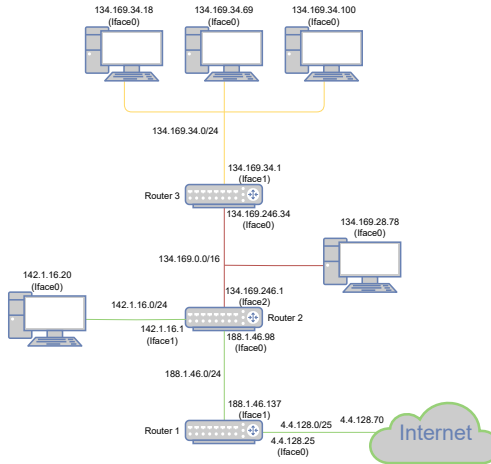 134.169.34.18
(Iface0)
134.169.34.69
(Iface0)
134.169.34.100
(Iface0)
134.169.34.0/24
134.169.34.1
(Iface1)
Router 3
134.169.246.34
(Iface0)
134.169.28.78
(Iface0)
134.169.0.0/16
142.1.16.20
(Iface0)
142.1.16.0/24
134.169.246.1
(Iface2)
Router 2
142.1.16.1
(Iface1)
188.1.46.98
(Iface0)
188.1.46.0/24
188.1.46.137
(Iface1)
Router 1
4.4.128.0/25
4.4.128.70
Internet
4.4.128.25
(Iface0)